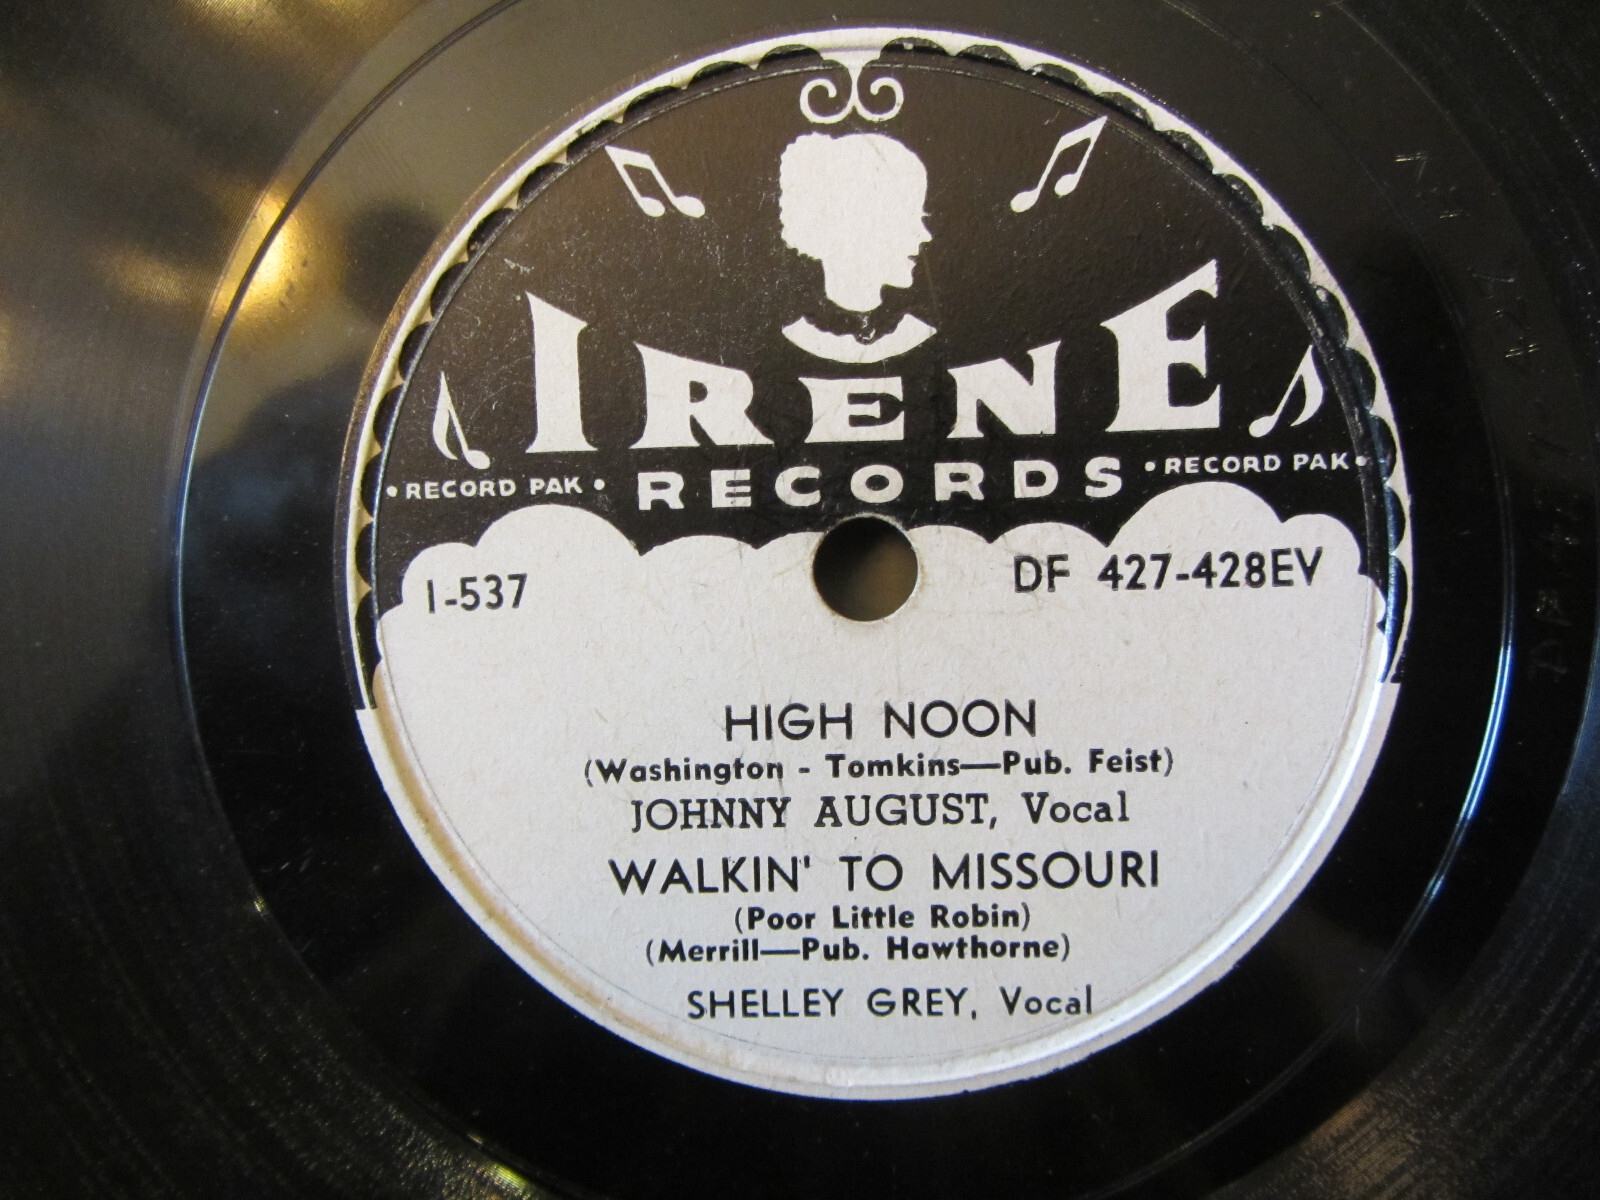 IRENE
• RECORD PAK • RECORDS • RECORD PAK •
1-537 DF 427-428EV
HIGH NOON
(Washington - Tomkins—Pub. Feist)
JOHNNY AUGUST, Vocal
WALKIN' TO MISSOURI
(Poor Little Robin)
(Merrill—Pub. Hawthorne)
SHELLEY GREY, Vocal